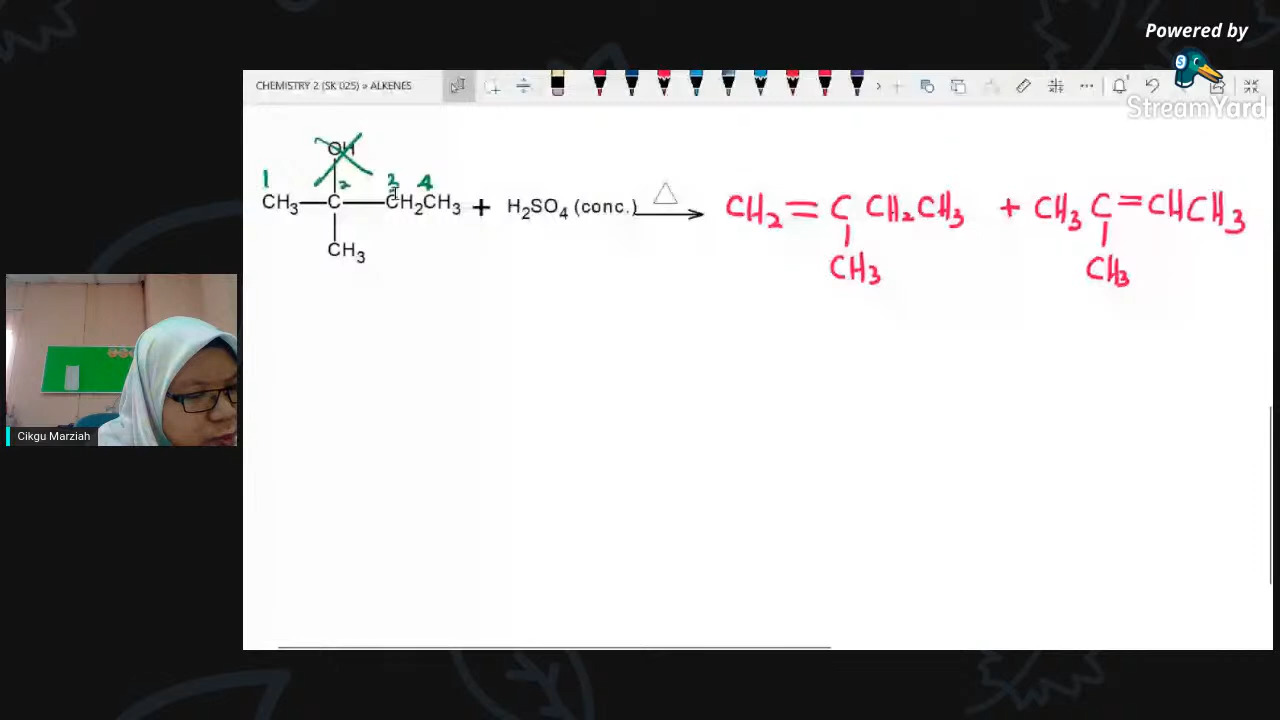 Powered by
S
StreamYard
CHEMISTRY 2 (SK 025) » ALKENES
OH
1 2 3 4
CH₃—C—CH₂CH₃ + H₂SO₄ (conc.) △ → CH₂=C CH₂CH₃ + CH₃ C=CHCH₃
CH₃ CH₃ CH₃
Cikgu Marziah